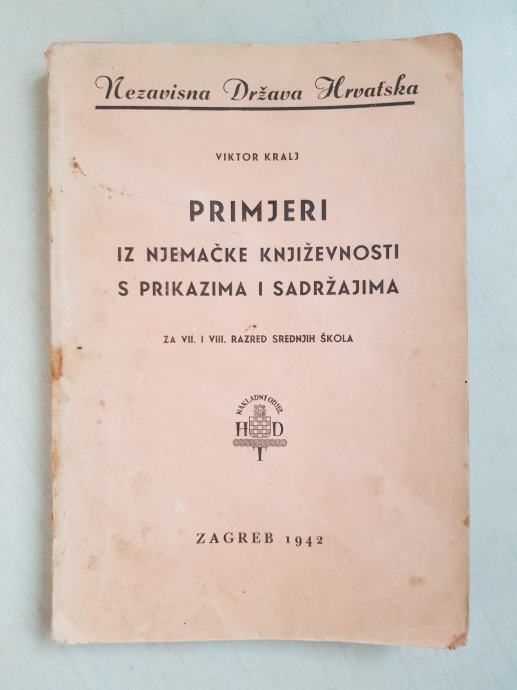 Nezavisna Država Hrvatska
VIKTOR KRALJ
PRIMJERI
IZ NJEMAČKE KNJIŽEVNOSTI
S PRIKAZIMA I SADRŽAJIMA
ZA VII. I VIII. RAZRED SREDNJIH ŠKOLA
NAKLADNI ODJEL
H D
T
ZAGREB 1942